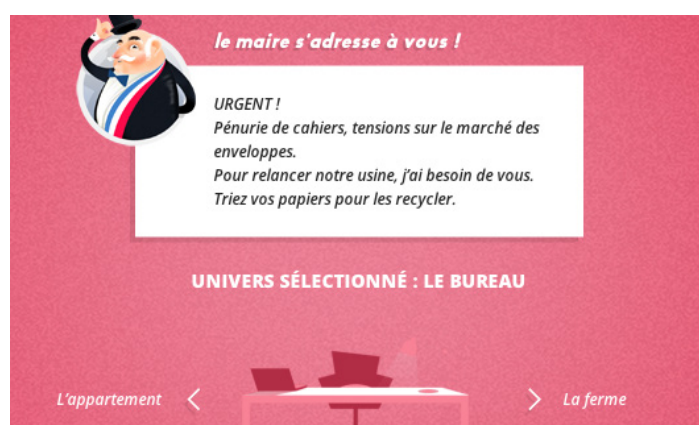 le maire s'adresse à vous !
URGENT !
Pénurie de cahiers, tensions sur le marché des
enveloppes.
Pour relancer notre usine, j'ai besoin de vous.
Triez vos papiers pour les recycler.
UNIVERS SÉLECTIONNÉ : LE BUREAU
L'appartement
La ferme